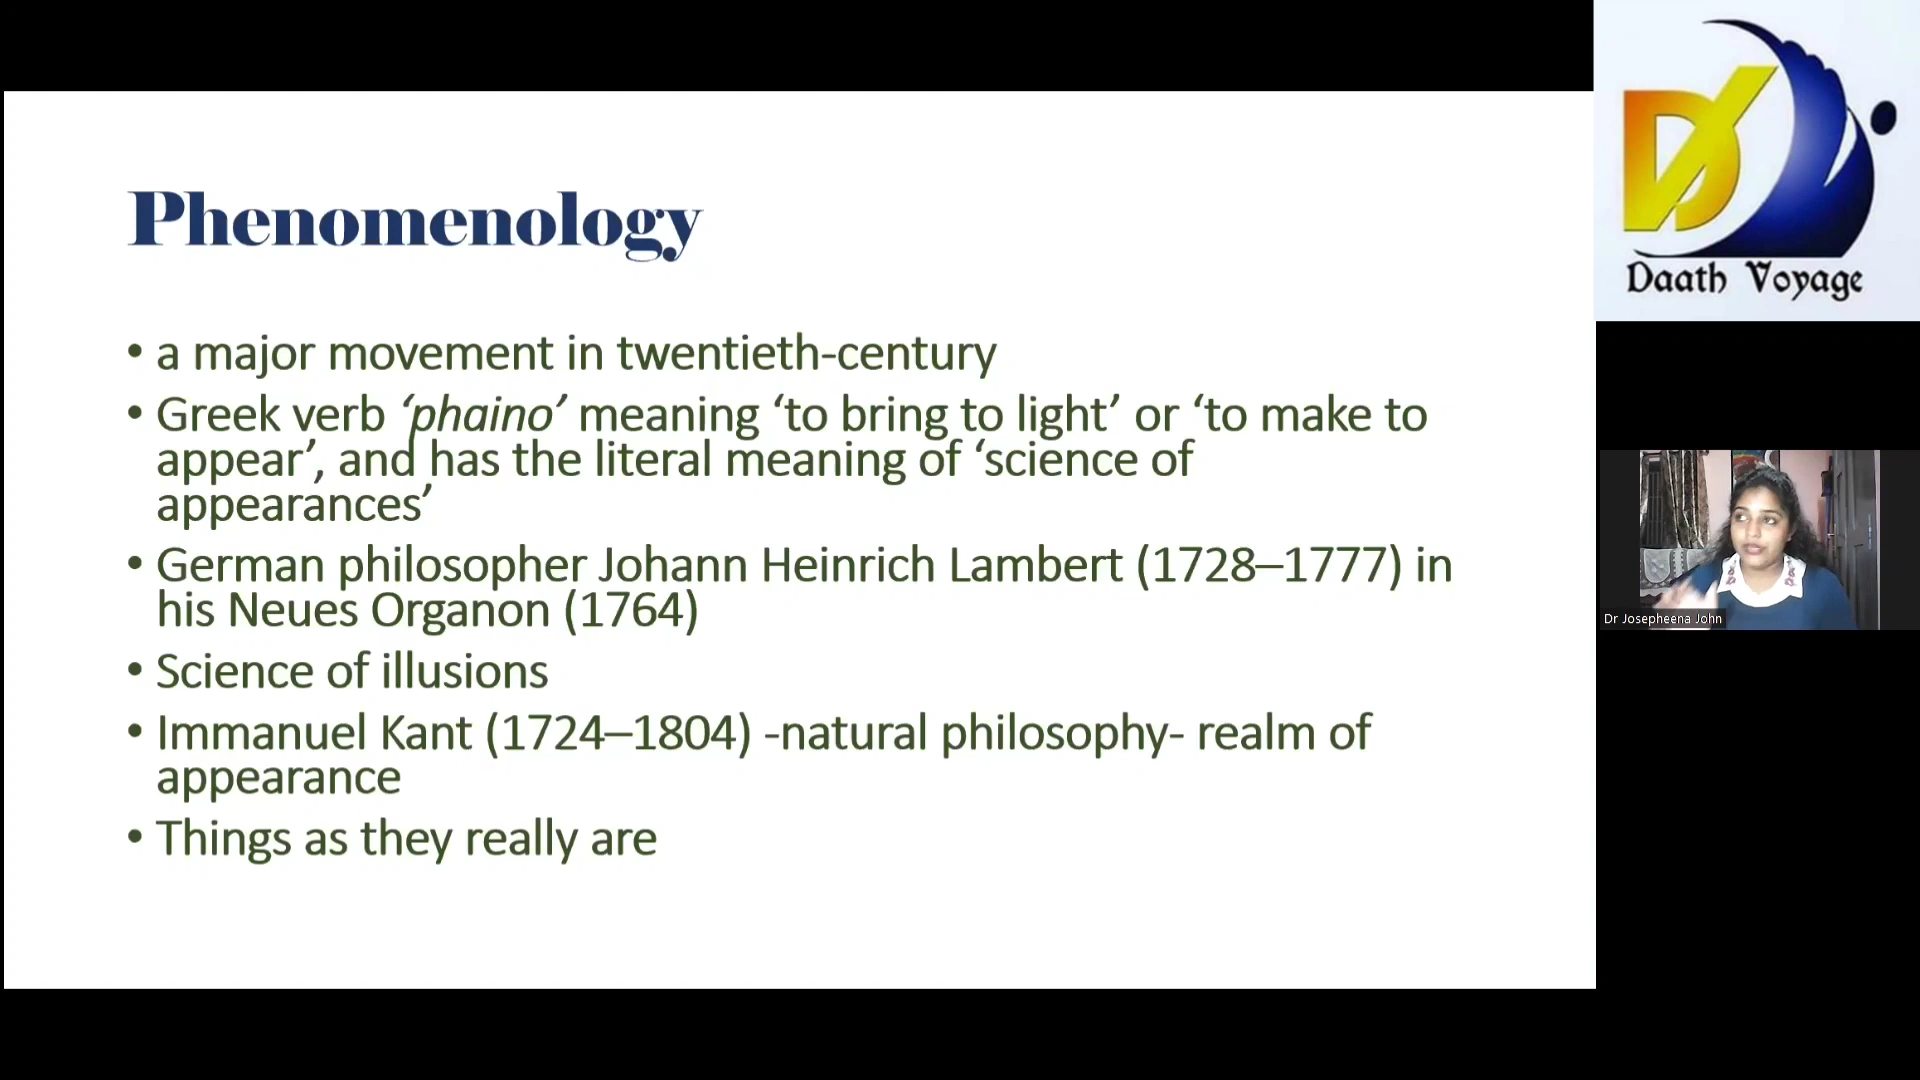 Phenomenology
• a major movement in twentieth-century
• Greek verb ‘phaino’ meaning ‘to bring to light’ or ‘to make to
appear’, and has the literal meaning of ‘science of
appearances’
• German philosopher Johann Heinrich Lambert (1728–1777) in
his Neues Organon (1764)
• Science of illusions
• Immanuel Kant (1724–1804) -natural philosophy- realm of
appearance
• Things as they really are
DV
Daath Voyage
Dr Josepheena John